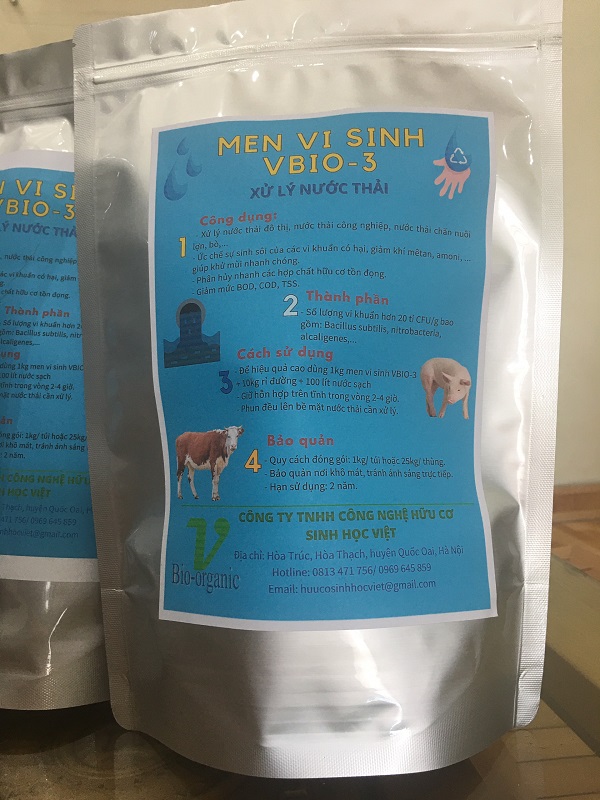 MEN VI SINH
VBIO-3
XỬ LÝ NƯỚC THẢI
Công dụng:
1
- Xử lý nước thải đô thị, nước thải công nghiệp, nước thải chăn nuôi
lợn, bò,...
- Ức chế sự sinh sôi của các vi khuẩn có hại, giảm khí mêtan, amoni, ...
giúp khử mùi nhanh chóng.
- Phân hủy nhanh các hợp chất hữu cơ tồn đọng.
- Giảm mức BOD, COD, TSS.
2 Thành phần
- Số lượng vi khuẩn hơn 20 tỉ CFU/g bao
gồm: Bacillus subtilis, nitrobacteria,
alcaligenes,...
Cách sử dụng
3
- Để hiệu quả cao dùng 1kg men vi sinh VBIO-3
+ 10kg rỉ đường + 100 lít nước sạch
- Giữ hỗn hợp trên tĩnh trong vòng 2-4 giờ.
- Phun đều lên bề mặt nước thải cần xử lý.
4 Bảo quản
- Quy cách đóng gói: 1kg/ túi hoặc 25kg/ thùng.
- Bảo quản nơi khô mát, tránh ánh sáng trực tiếp.
- Hạn sử dụng: 2 năm.
V
Bio-organic
CÔNG TY TNHH CÔNG NGHỆ HỮU CƠ
SINH HỌC VIỆT
Địa chỉ: Hòa Trúc, Hòa Thạch, huyện Quốc Oai, Hà Nội
Hotline: 0813 471 756/ 0969 645 859
Email: huucosinhhocviet@gmail.com